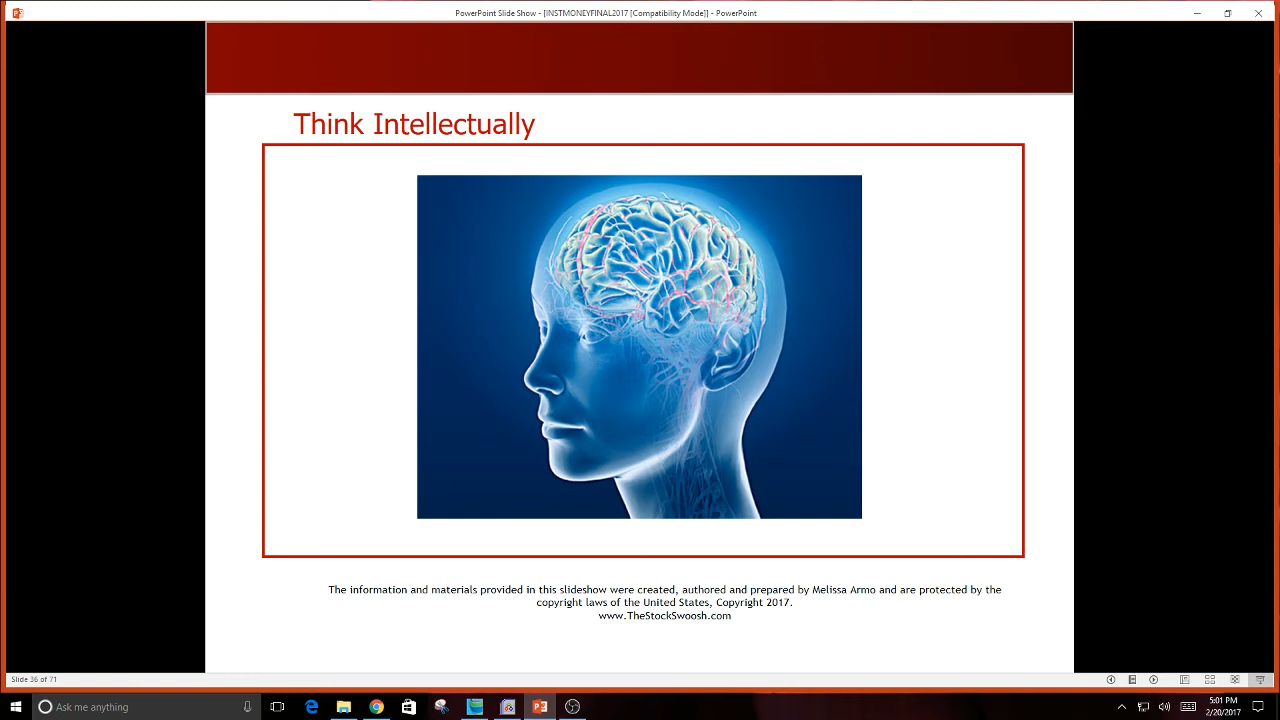 PowerPoint Slide Show - [INSTMONEYFINAL2017 [Compatibility Mode]] - PowerPoint
Think Intellectually
The information and materials provided in this slideshow were created, authored and prepared by Melissa Armo and are protected by the
copyright laws of the United States, Copyright 2017.
www.TheStockSwoosh.com
Slide 36 of 71
Ask me anything
5:01 PM
2/20/2017